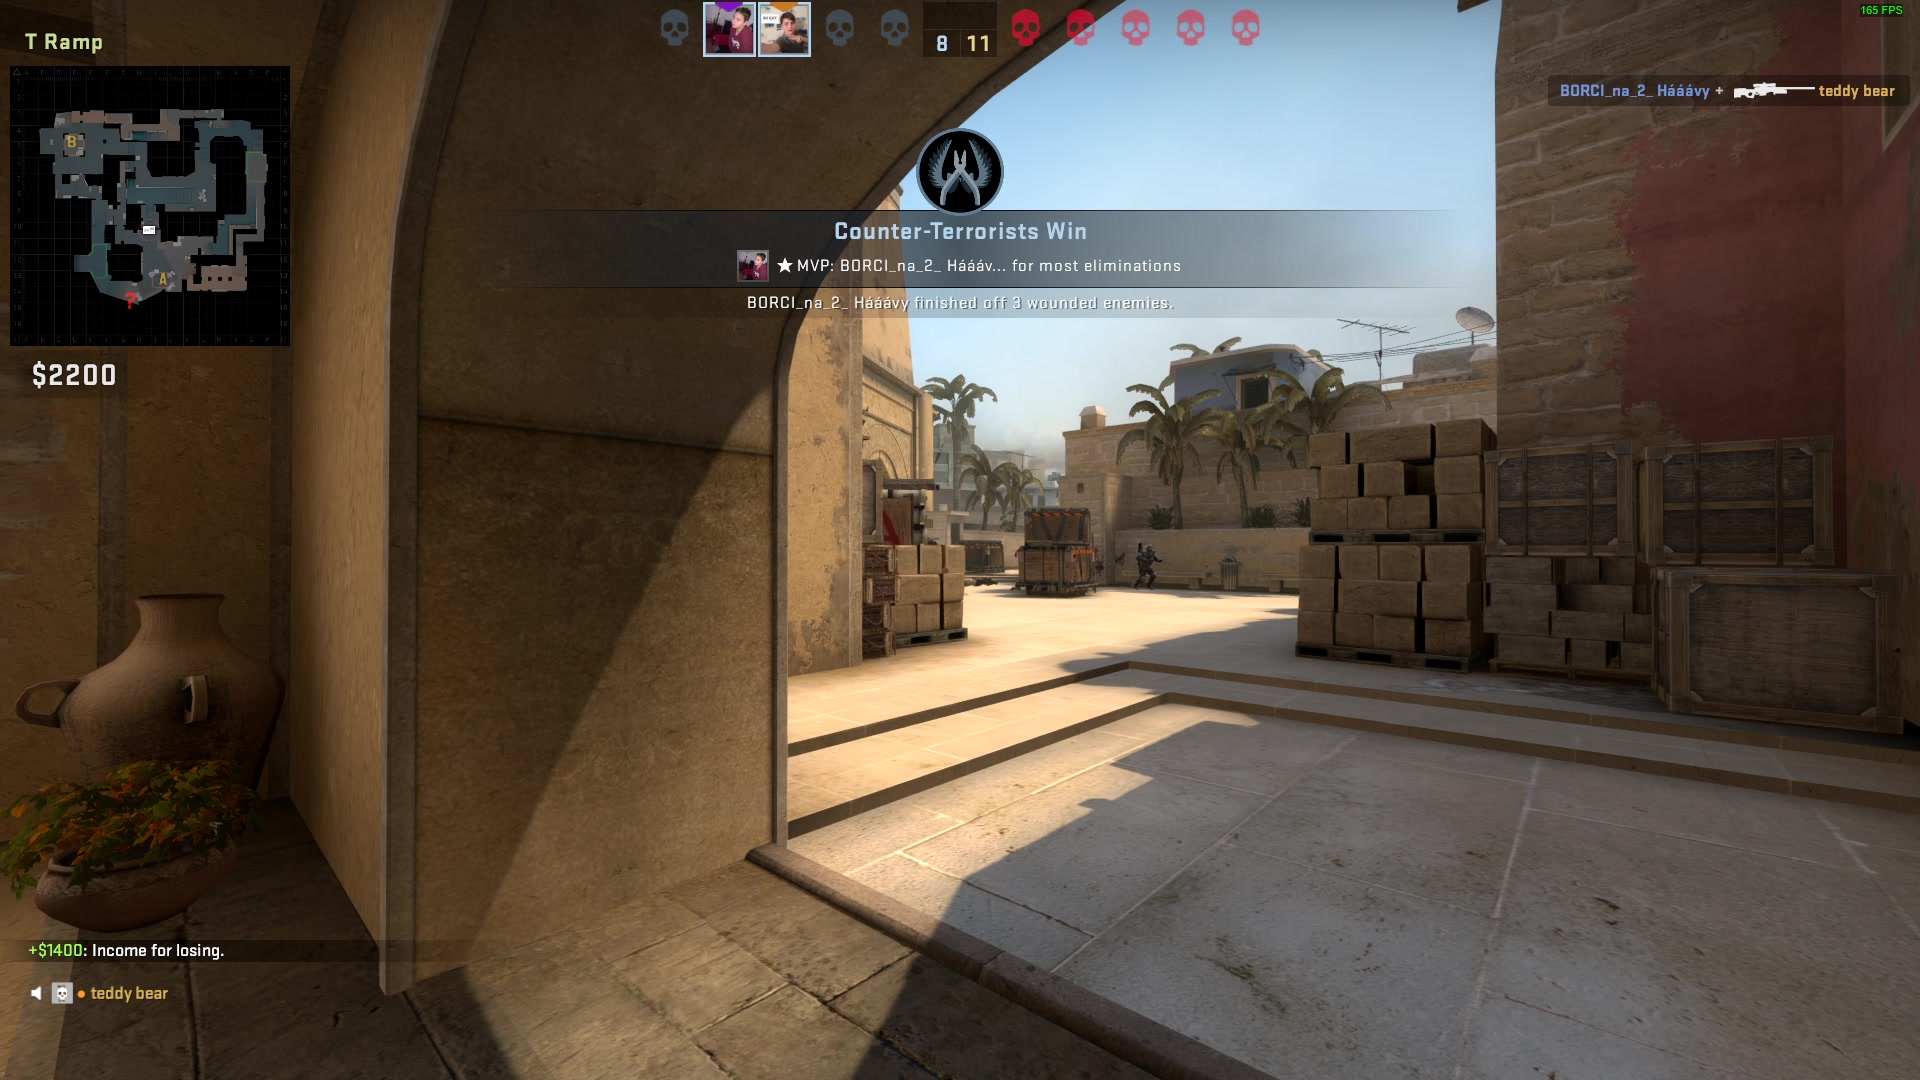 165 FPS
T Ramp
8 11
BORCI_na_2_ Hááávy + teddy bear
B
A
?
Counter-Terrorists Win
★ MVP: BORCI_na_2_ Háááv... for most eliminations
BORCI_na_2_ Hááávy finished off 3 wounded enemies.
$2200
+$1400: Income for losing.
teddy bear